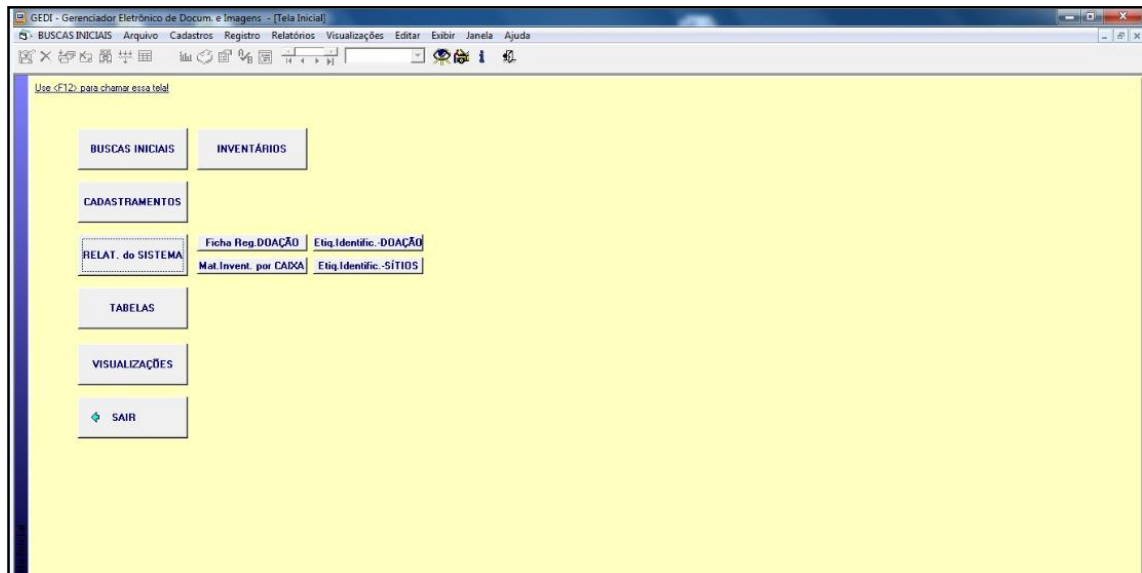 GEDI - Gerenciador Eletrônico de Docum. e Imagens - [Tela Inicial]
BUSCAS INICIAIS Arquivo Cadastros Registro Relatórios Visualizações Editar Exibir Janela Ajuda
Use <F12> para chamar essa tela!
BUSCAS INICIAIS INVENTÁRIOS
CADASTRAMENTOS
RELAT. do SISTEMA
Ficha Reg.DOAÇÃO Etiq.Identific.-DOAÇÃO
Mat.Invent. por CAIXA Etiq.Identific.-SÍTIOS
TABELAS
VISUALIZAÇÕES
SAIR